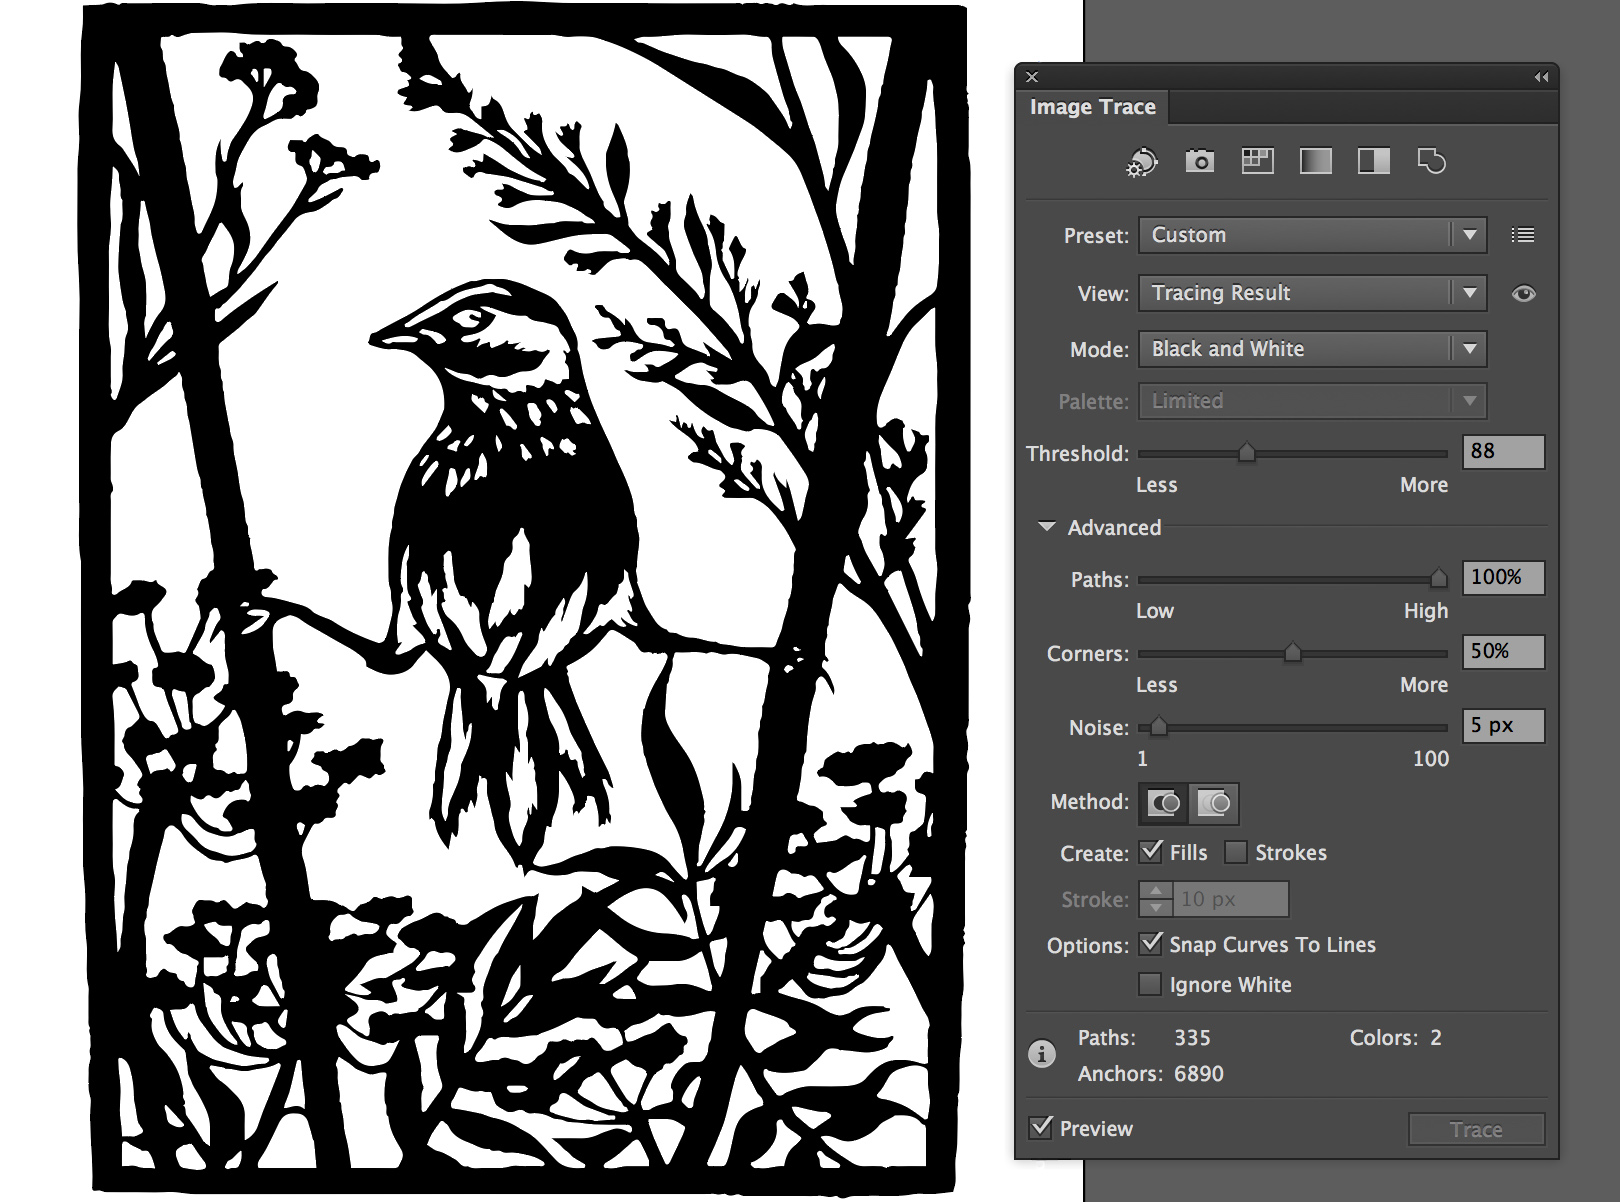 Image Trace
Preset: Custom
View: Tracing Result
Mode: Black and White
Palette: Limited
Threshold: 88
Less More
Advanced
Paths: 100%
Low High
Corners: 50%
Less More
Noise: 5 px
1 100
Method:
Create: Fills Strokes
Stroke: 10 px
Options: Snap Curves To Lines
Ignore White
Paths: 335 Colors: 2
Anchors: 6890
Preview Trace